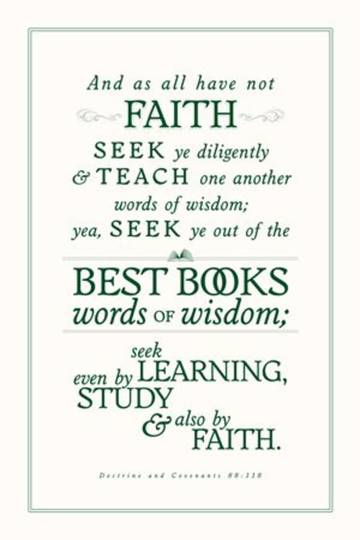 And as all have not
FAITH
SEEK ye diligently
& TEACH one another
words of wisdom;
yea, SEEK ye out of the
BEST BOOKS
words OF wisdom;
seek
even by LEARNING,
STUDY
& also by
FAITH.
Doctrine and Covenants 88:118